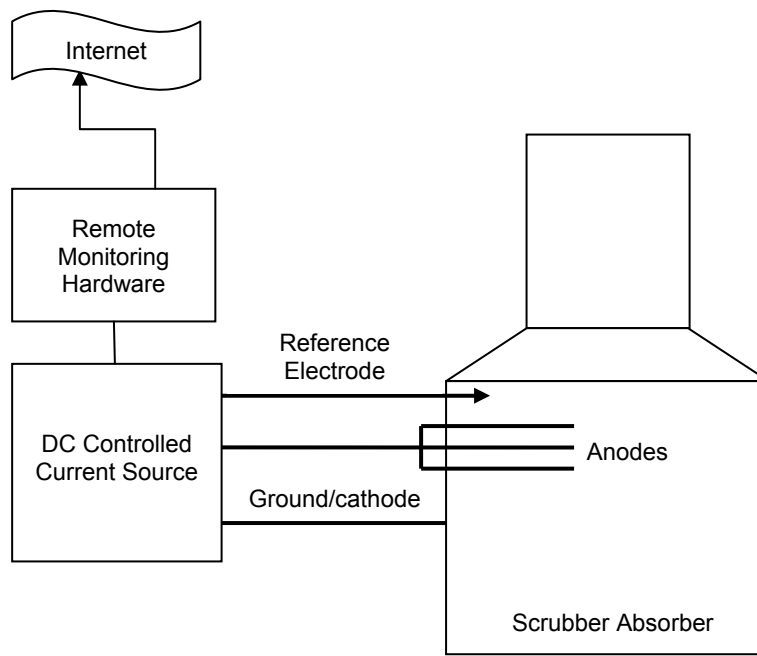 Internet
Remote
Monitoring
Hardware
Reference
Electrode
DC Controlled
Current Source
Anodes
Ground/cathode
Scrubber Absorber